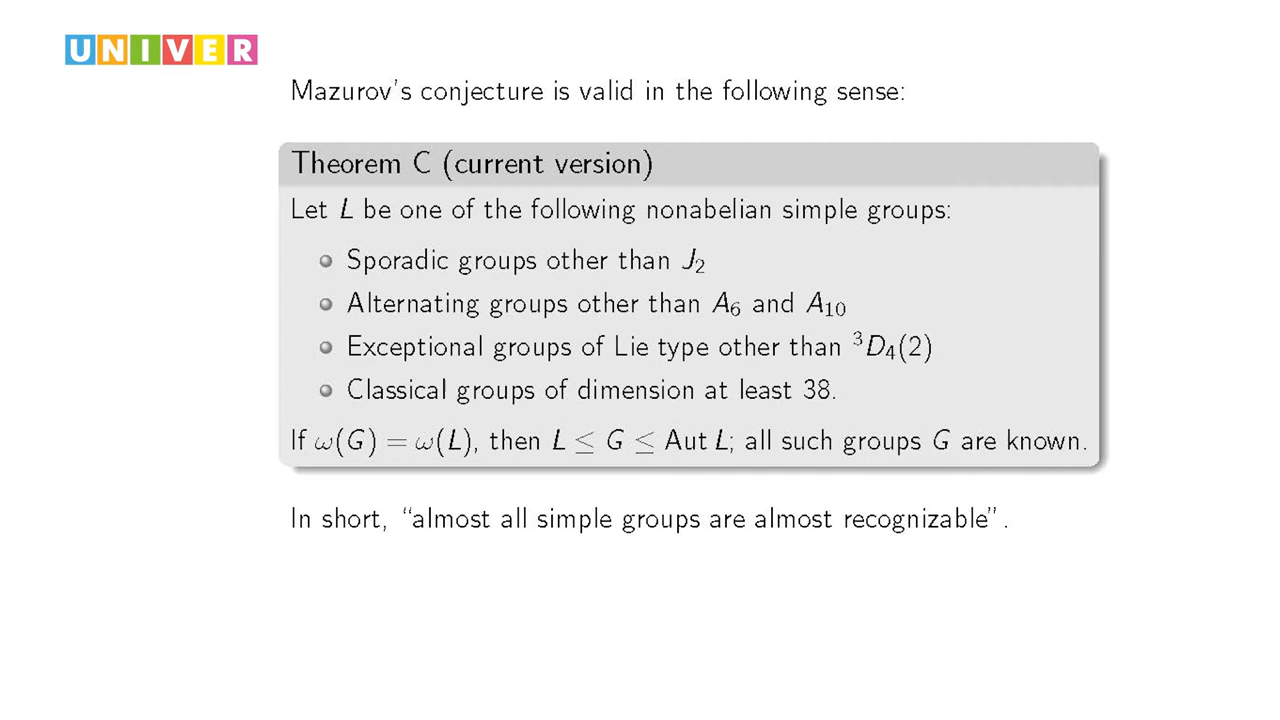 UNIVER
Mazurov's conjecture is valid in the following sense:
Theorem C (current version)
Let L be one of the following nonabelian simple groups:
Sporadic groups other than J₂
Alternating groups other than A₆ and A₁₀
Exceptional groups of Lie type other than ³D₄(2)
Classical groups of dimension at least 38.
If ω(G) = ω(L), then L ≤ G ≤ Aut L; all such groups G are known.
In short, “almost all simple groups are almost recognizable”.